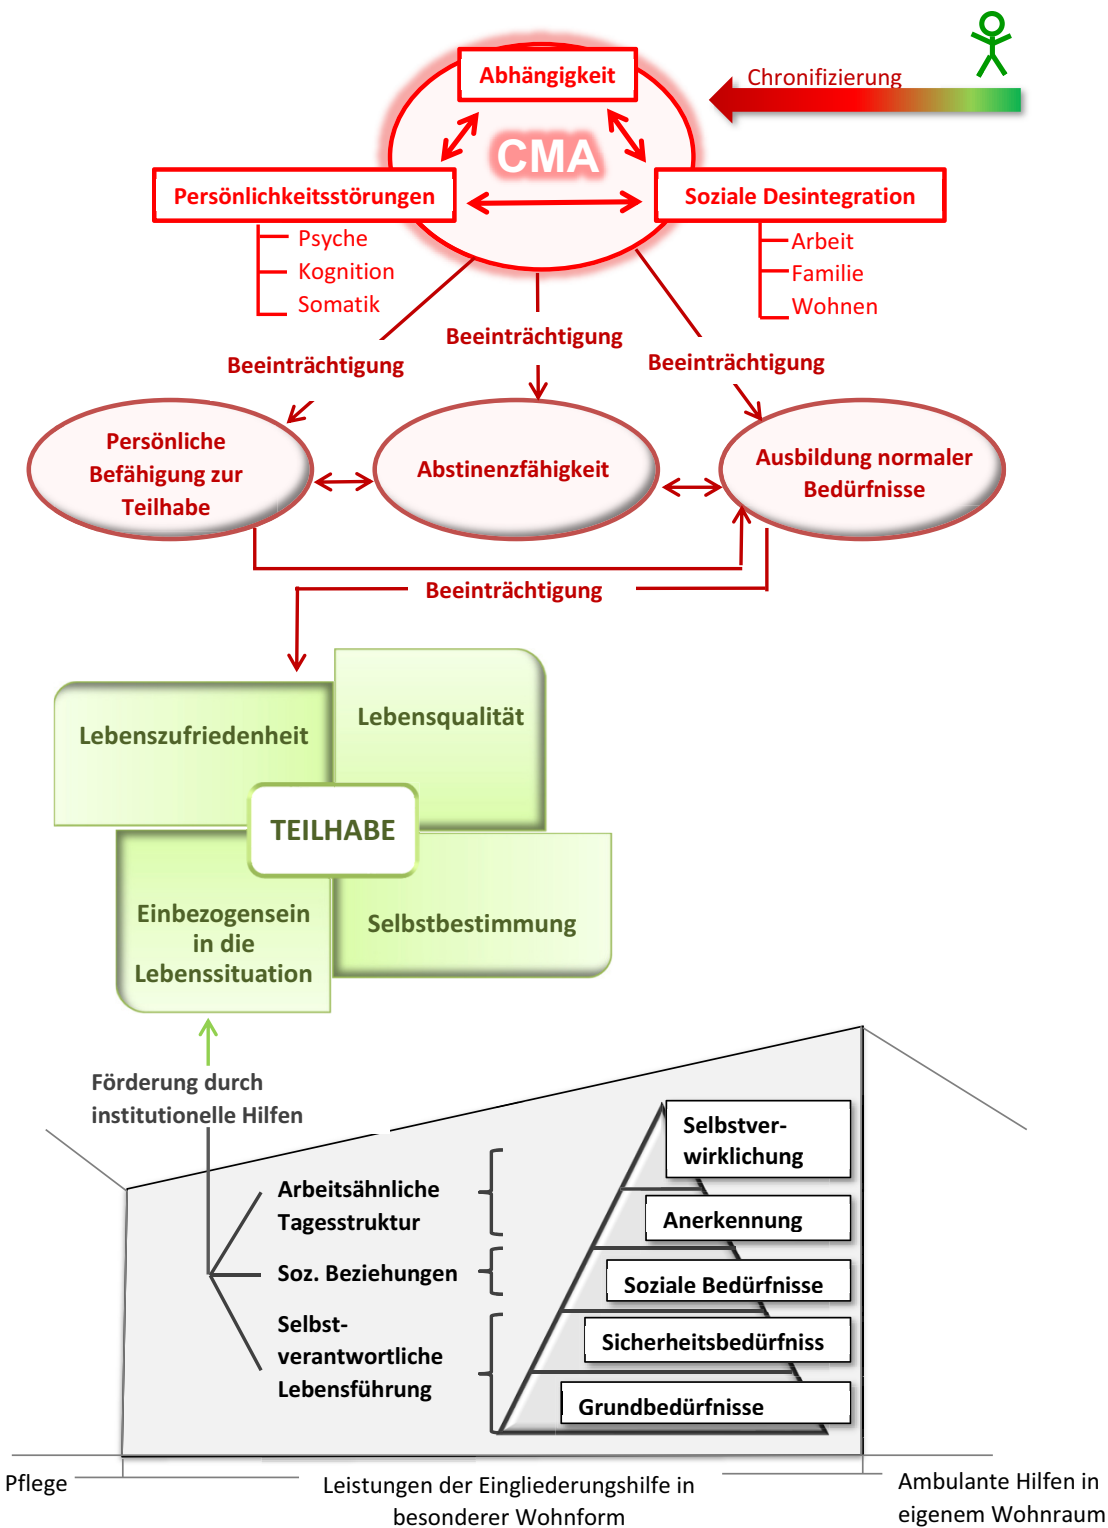 Abhängigkeit
Chronifizierung
CMA
Persönlichkeitsstörungen
Soziale Desintegration
Psyche
Kognition
Somatik
Arbeit
Familie
Wohnen
Beeinträchtigung
Beeinträchtigung
Beeinträchtigung
Persönliche
Befähigung zur
Teilhabe
Abstinenzfähigkeit
Ausbildung normaler
Bedürfnisse
Beeinträchtigung
Lebenszufriedenheit
Lebensqualität
TEILHABE
Einbezogensein
in die
Lebenssituation
Selbstbestimmung
Förderung durch
institutionelle Hilfen
Arbeitsähnliche
Tagesstruktur
Soz. Beziehungen
Selbst-
verantwortliche
Lebensführung
Selbstver-
wirklichung
Anerkennung
Soziale Bedürfnisse
Sicherheitsbedürfniss
Grundbedürfnisse
Pflege
Leistungen der Eingliederungshilfe in
besonderer Wohnform
Ambulante Hilfen in
eigenem Wohnraum